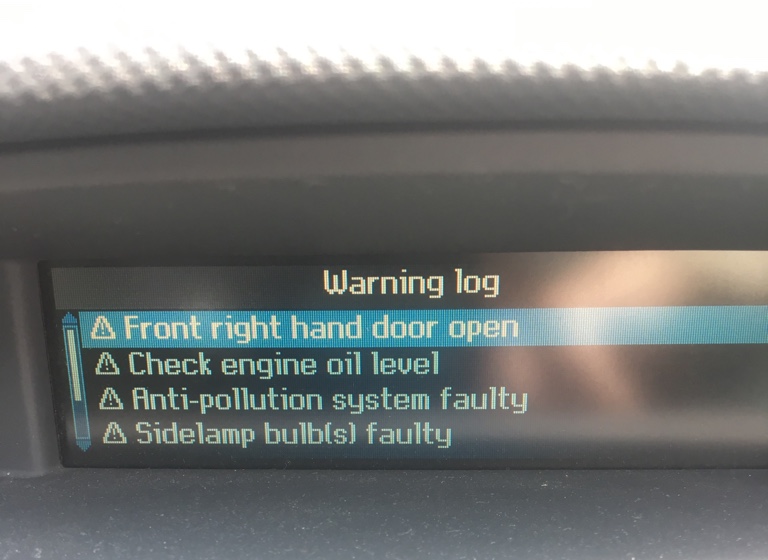 Warning log
Front right hand door open
Check engine oil level
Anti-pollution system faulty
Sidelamp bulb(s) faulty